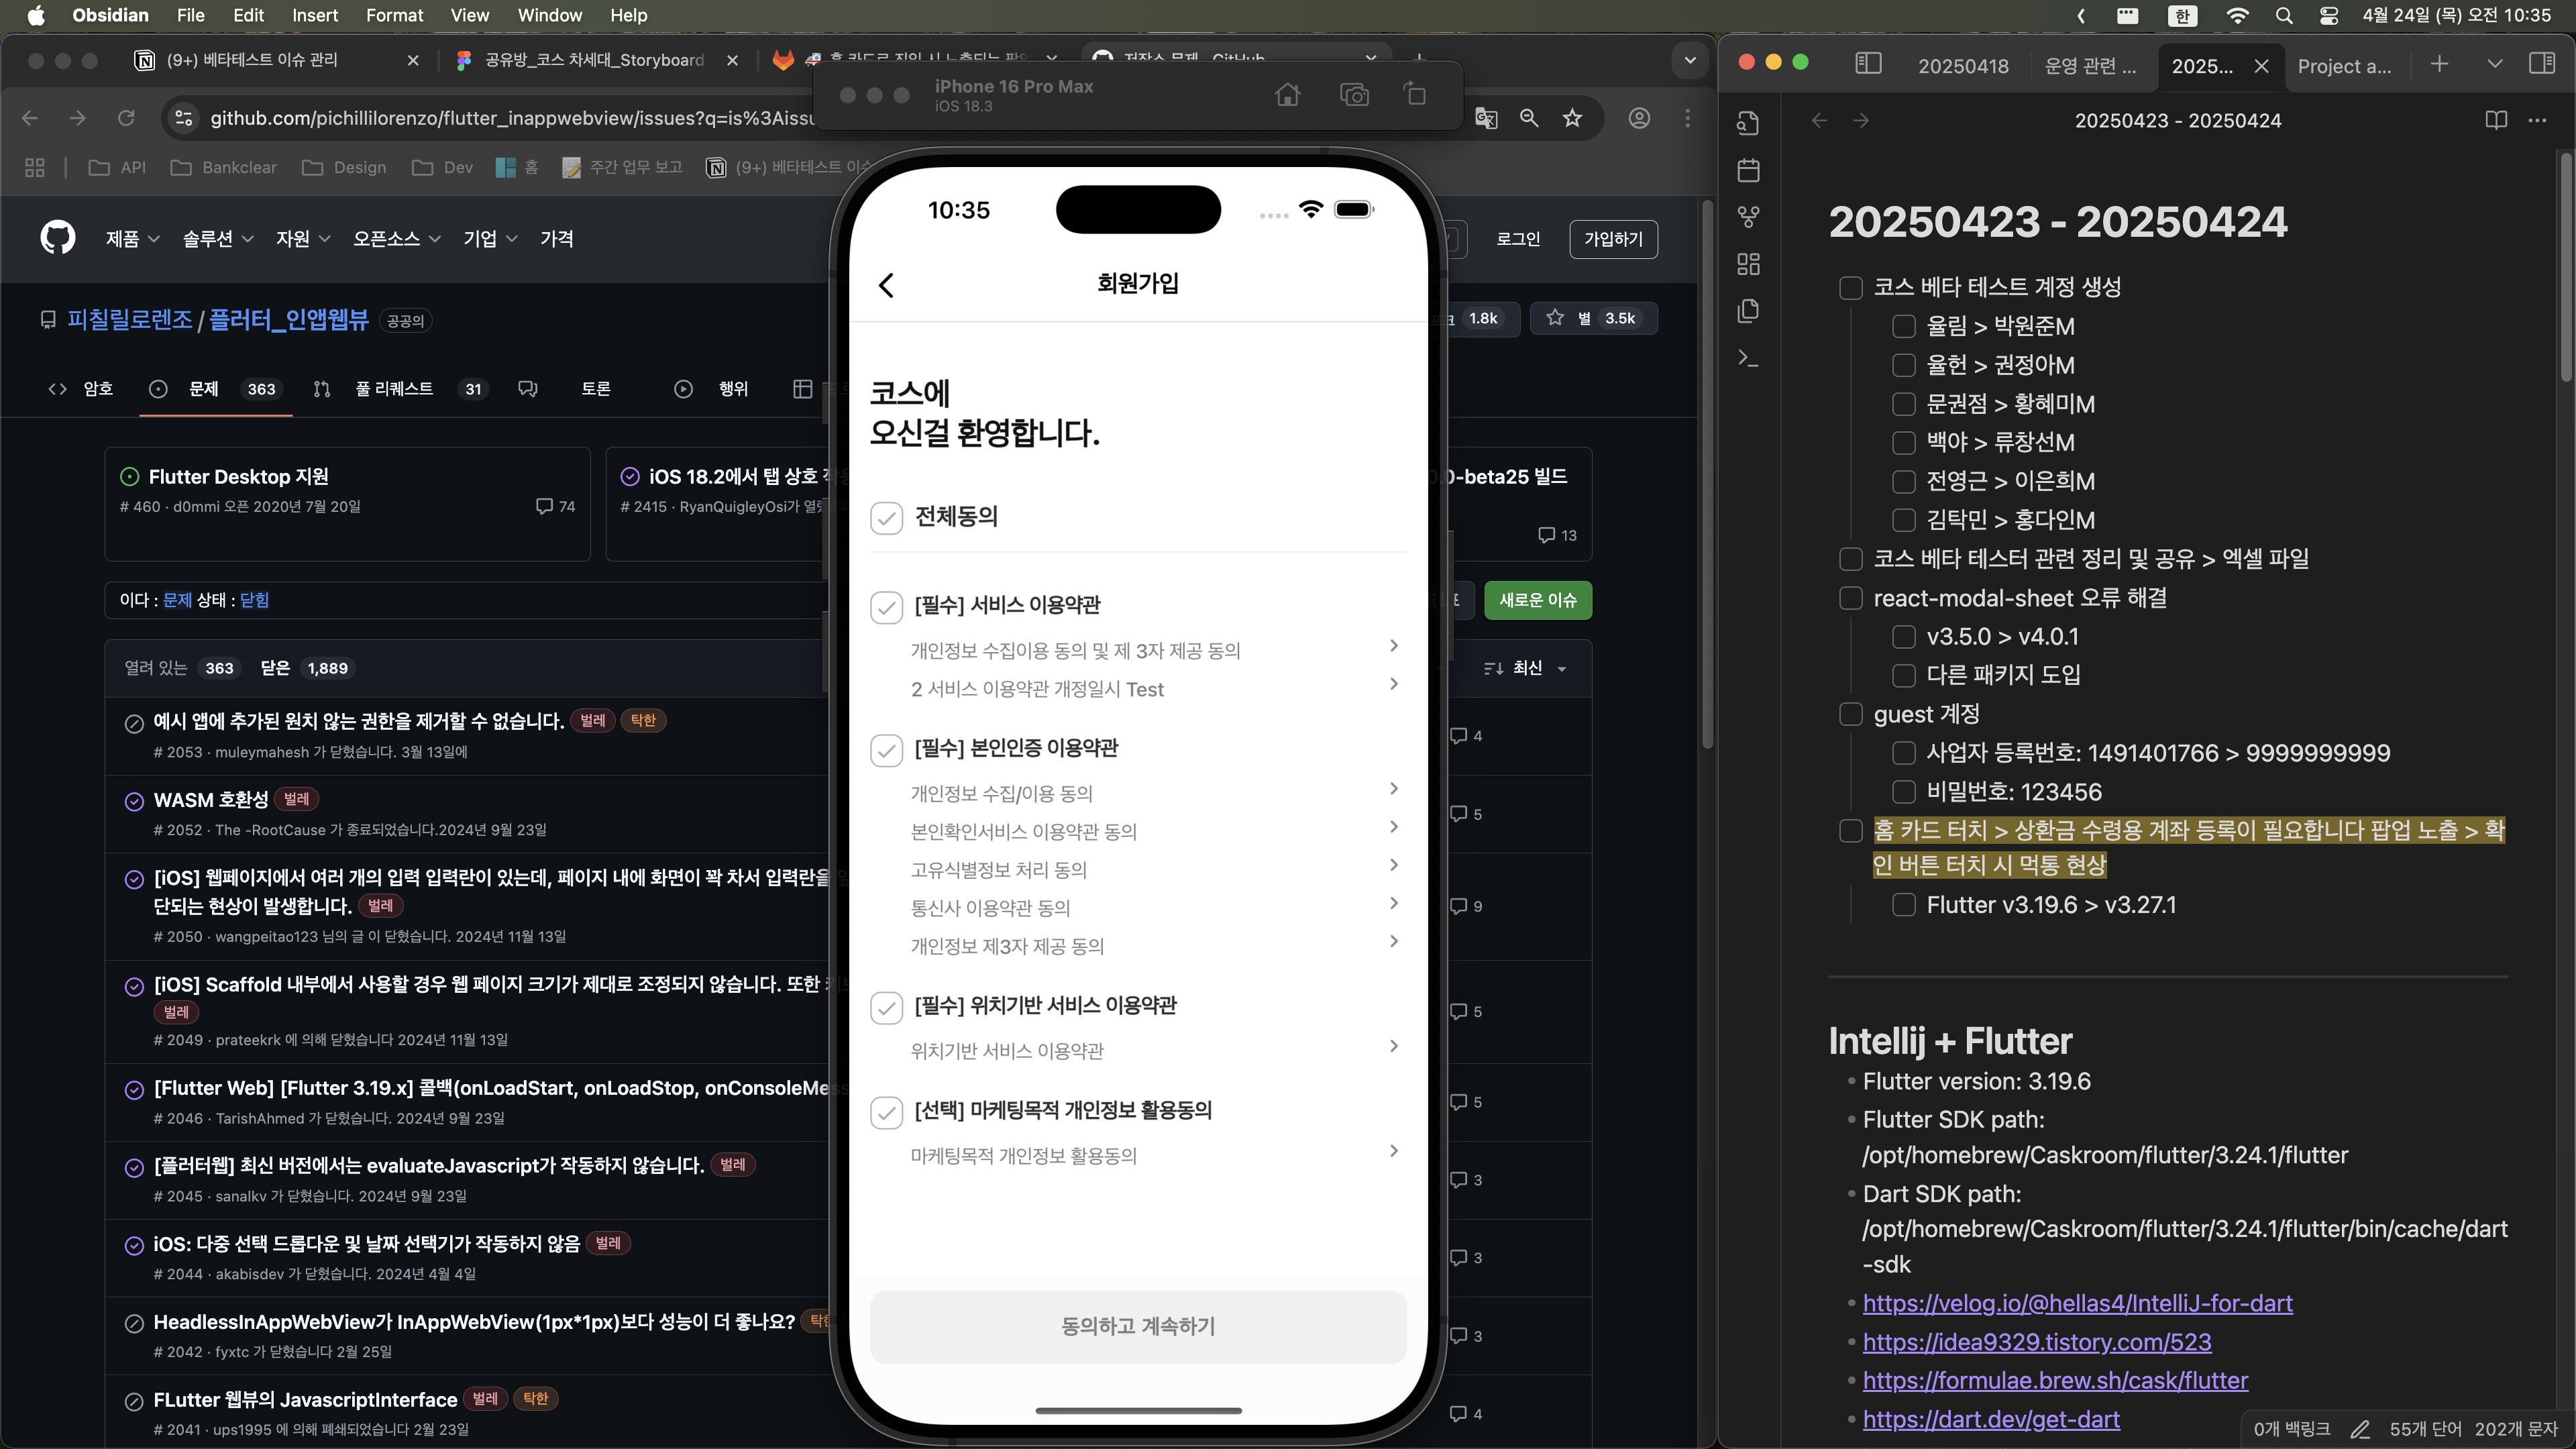 Obsidian File Edit Insert Format View Window Help
한 4월 24일 (목) 오전 10:35
(9+) 베타테스트 이슈 관리
공유방_코스 차세대_Storyboard
github.com/pichillilorenzo/flutter_inappwebview/issues?q=is%3Aissu
API Bankclear Design Dev 홈 주간 업무 보고 (9+) 베타테스트 이슈
제품 솔루션 자원 오픈소스 기업 가격
로그인 가입하기
피칠릴로렌조 / 플러터_인앱웹뷰 공공의
1.8k 별 3.5k
암호 문제 363 풀 리퀘스트 31 토론 행위
Flutter Desktop 지원
# 460 · d0mmi 오픈 2020년 7월 20일 74
iOS 18.2에서 탭 상호
# 2415 · RyanQuigleyOsi가
0-beta25 빌드
13
이다 : 문제 상태 : 닫힘
새로운 이슈
열려 있는 363 닫은 1,889
최신
예시 앱에 추가된 원치 않는 권한을 제거할 수 없습니다. 벌레 탁한
# 2053 · muleymahesh 가 닫혔습니다. 3월 13일에
4
WASM 호환성 벌레
# 2052 · The -RootCause 가 종료되었습니다.2024년 9월 23일
5
[iOS] 웹페이지에서 여러 개의 입력 입력란이 있는데, 페이지 내에 화면이 꽉 차서 입력란을
단되는 현상이 발생합니다. 벌레
# 2050 · wangpeitao123 님의 글 이 닫혔습니다. 2024년 11월 13일
9
[iOS] Scaffold 내부에서 사용할 경우 웹 페이지 크기가 제대로 조정되지 않습니다. 또한
벌레
# 2049 · prateekrk 에 의해 닫혔습니다 2024년 11월 13일
5
[Flutter Web] [Flutter 3.19.x] 콜백(onLoadStart, onLoadStop, onConsoleMess
# 2046 · TarishAhmed 가 닫혔습니다. 2024년 9월 23일
5
[플러터웹] 최신 버전에서는 evaluateJavascript가 작동하지 않습니다. 벌레
# 2045 · sanalkv 가 닫혔습니다. 2024년 9월 23일
3
iOS: 다중 선택 드롭다운 및 날짜 선택기가 작동하지 않음 벌레
# 2044 · akabisdev 가 닫혔습니다. 2024년 4월 4일
3
HeadlessInAppWebView가 InAppWebView(1px*1px)보다 성능이 더 좋나요?
# 2042 · fyxtc 가 닫혔습니다 2월 25일
3
FLutter 웹뷰의 JavascriptInterface 벌레 탁한
# 2041 · ups1995 에 의해 폐쇄되었습니다 2월 23일
4
iPhone 16 Pro Max
iOS 18.3
10:35
회원가입
코스에
오신걸 환영합니다.
전체동의
[필수] 서비스 이용약관
개인정보 수집이용 동의 및 제 3자 제공 동의
2 서비스 이용약관 개정일시 Test
[필수] 본인인증 이용약관
개인정보 수집/이용 동의
본인확인서비스 이용약관 동의
고유식별정보 처리 동의
통신사 이용약관 동의
개인정보 제3자 제공 동의
[필수] 위치기반 서비스 이용약관
위치기반 서비스 이용약관
[선택] 마케팅목적 개인정보 활용동의
마케팅목적 개인정보 활용동의
동의하고 계속하기
20250418 운영 관련 ... 2025... Project a...
20250423 - 20250424
20250423 - 20250424
코스 베타 테스트 계정 생성
율림 > 박원준M
율헌 > 권정아M
문권점 > 황혜미M
백야 > 류창선M
전영근 > 이은희M
김탁민 > 홍다인M
코스 베타 테스터 관련 정리 및 공유 > 엑셀 파일
react-modal-sheet 오류 해결
v3.5.0 > v4.0.1
다른 패키지 도입
guest 계정
사업자 등록번호: 1491401766 > 9999999999
비밀번호: 123456
홈 카드 터치 > 상환금 수령용 계좌 등록이 필요합니다 팝업 노출 > 확
인 버튼 터치 시 먹통 현상
Flutter v3.19.6 > v3.27.1
Intellij + Flutter
Flutter version: 3.19.6
Flutter SDK path:
/opt/homebrew/Caskroom/flutter/3.24.1/flutter
Dart SDK path:
/opt/homebrew/Caskroom/flutter/3.24.1/flutter/bin/cache/dart
-sdk
https://velog.io/@hellas4/IntelliJ-for-dart
https://idea9329.tistory.com/523
https://formulae.brew.sh/cask/flutter
https://dart.dev/get-dart
0개 백링크 55개 단어 202개 문자